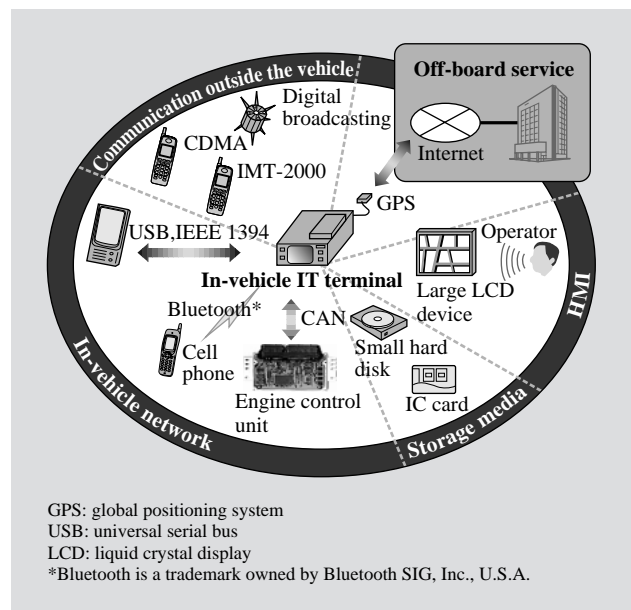 Communication outside the vehicle
Off-board service
Internet
Digital
broadcasting
CDMA
IMT-2000
GPS
USB,IEEE 1394
In-vehicle IT terminal
Operator
Large LCD
device
HMI
Bluetooth*
CAN
Cell
phone
Engine control
unit
Small hard
disk
IC card
Storage media
In-vehicle network
GPS: global positioning system
USB: universal serial bus
LCD: liquid crystal display
*Bluetooth is a trademark owned by Bluetooth SIG, Inc., U.S.A.